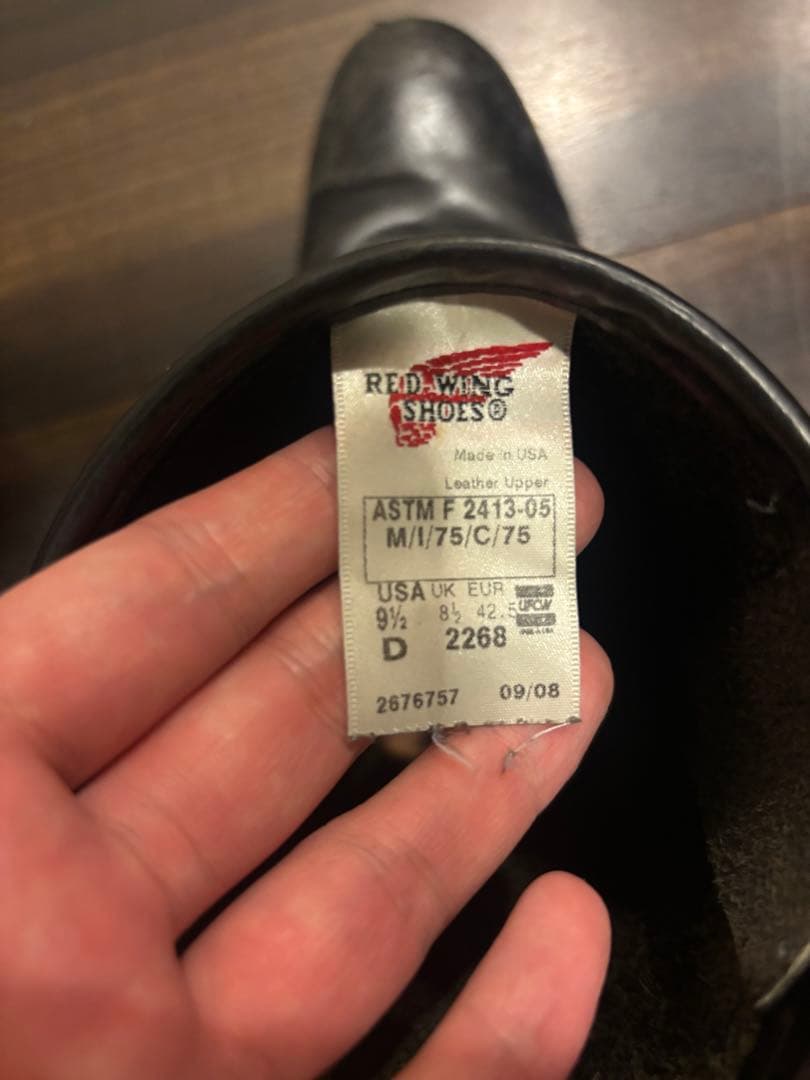 RED WING
SHOES®
Made in USA
Leather Upper
ASTM F 2413-05
M/I/75/C/75
USA UK EUR
9½ 8½ 42.5 UFCW
D 2268
2676757 09/08